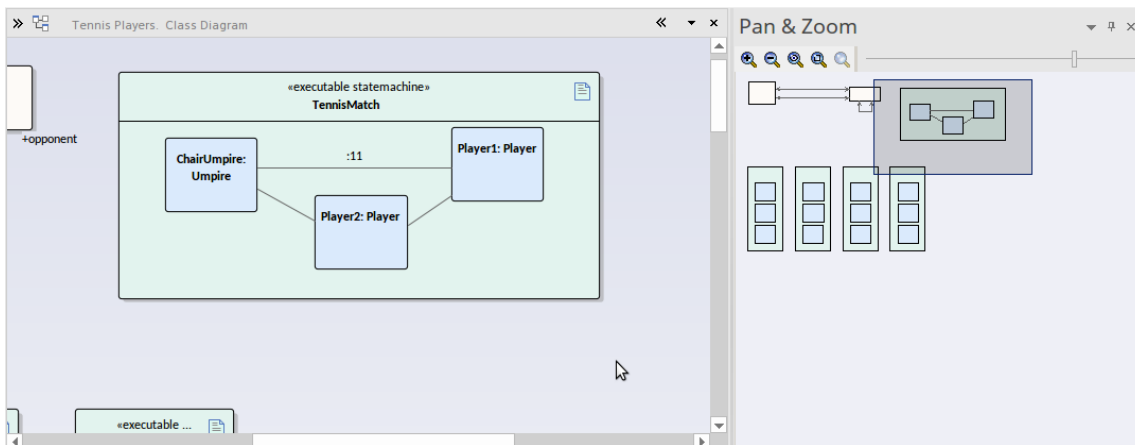 Tennis Players.  Class Diagram
Pan & Zoom
«executable statemachine»
TennisMatch
+opponent
ChairUmpire:
Umpire
:11
Player1: Player
Player2: Player
«executable ...